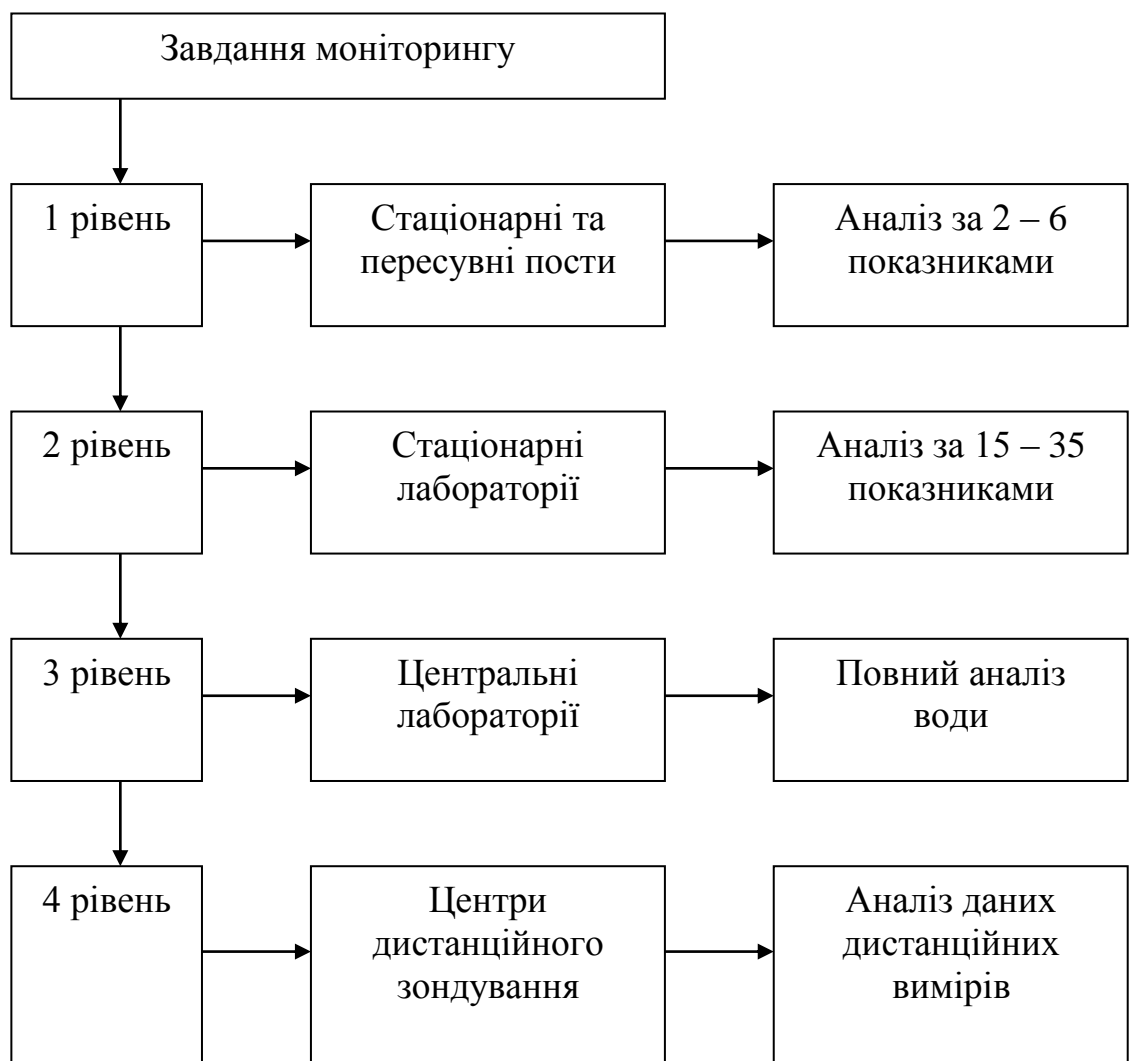 Завдання моніторингу
1 рівень
Стаціонарні та
пересувні пости
Аналіз за 2 – 6
показниками
2 рівень
Стаціонарні
лабораторії
Аналіз за 15 – 35
показниками
3 рівень
Центральні
лабораторії
Повний аналіз
води
4 рівень
Центри
дистанційного
зондування
Аналіз даних
дистанційних
вимірів